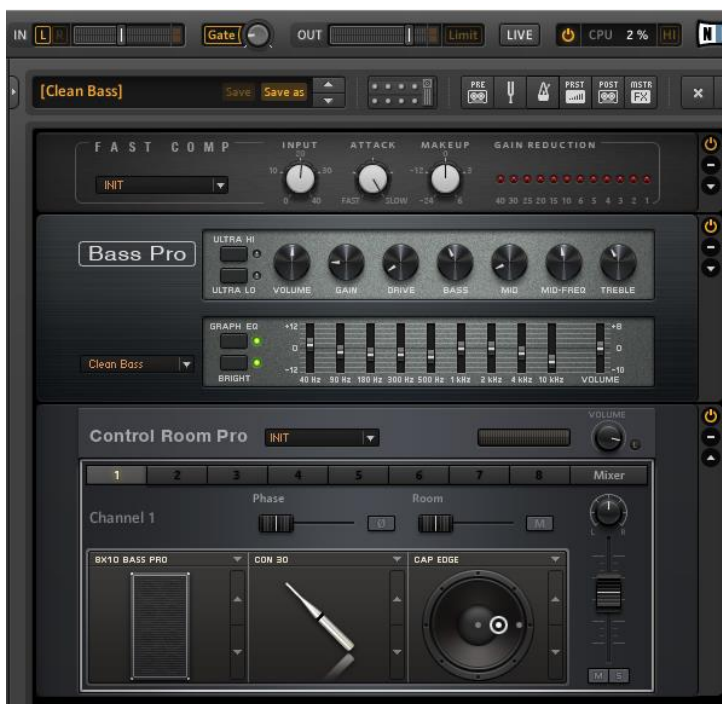 IN L R Gate OUT Limit LIVE CPU 2 % HI N
[Clean Bass] Save Save as PRE PRST POST MSTR FX ×
FAST COMP INPUT ATTACK MAKEUP GAIN REDUCTION
20 0
10 30 -12 3
INIT
0 40 FAST SLOW -24 6 40 30 25 20 15 10 6 5 4 3 2 1
Bass Pro ULTRA HI
ULTRA LO VOLUME GAIN DRIVE BASS MID MID-FREQ TREBLE
GRAPH EQ +12 +8
0 0
Clean Bass -12 -10
BRIGHT 40 Hz 90 Hz 180 Hz 300 Hz 500 Hz 1 kHz 2 kHz 4 kHz 10 kHz VOLUME
VOLUME
Control Room Pro INIT L
1 2 3 4 5 6 7 8 Mixer
Phase Room
Channel 1 Ø M L R
BX10 BASS PRO CON 30 CAP EDGE
M S